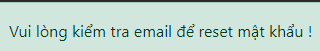 Vui lòng kiểm tra email để reset mật khẩu !